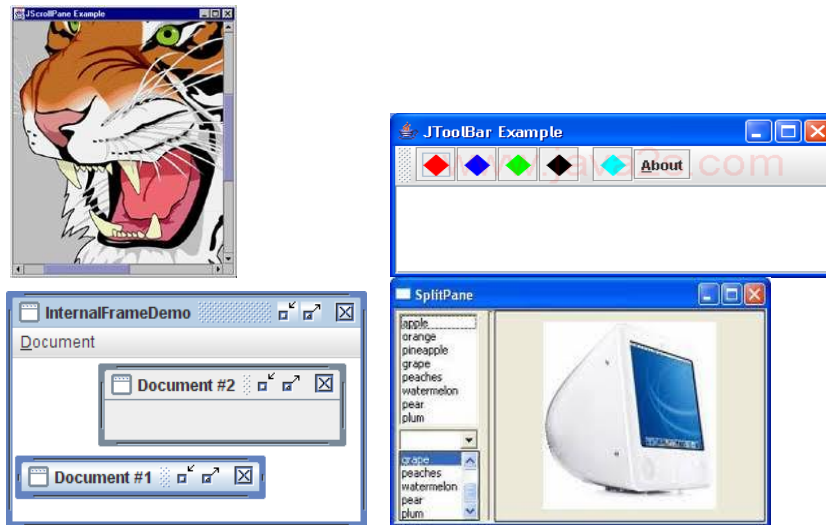 JScrollPane Example
JToolBar Example
www.java2s.com
About
InternalFrameDemo
Document
Document #2
Document #1
SplitPane
apple
orange
pineapple
grape
peaches
watermelon
pear
plum
grape
peaches
watermelon
pear
plum